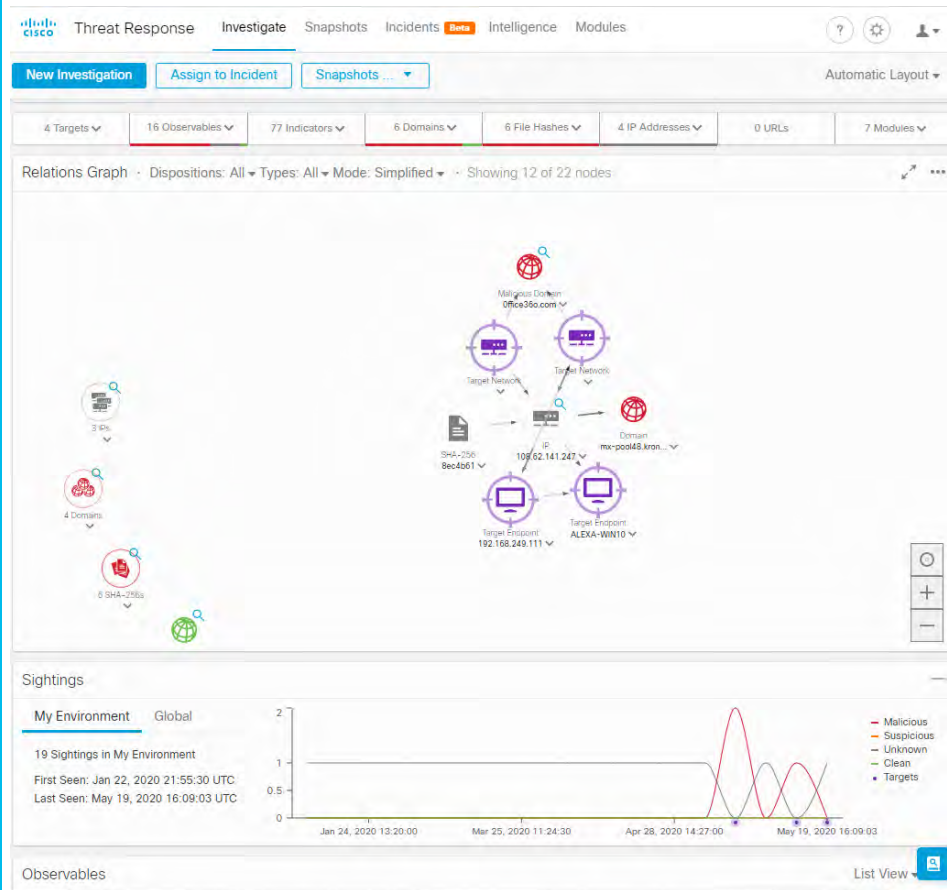 CISCO Threat Response Investigate Snapshots Incidents Beta Intelligence Modules ?
New Investigation Assign to Incident Snapshots ... Automatic Layout
4 Targets 16 Observables 77 Indicators 6 Domains 6 File Hashes 4 IP Addresses 0 URLs 7 Modules
Relations Graph · Dispositions: All Types: All Mode: Simplified · Showing 12 of 22 nodes
Malicious Domain
0ffice36o.com
Target Network
Target Network
3 IPs
SHA-256
8ec4b61
IP
108.62.141.247
Domain
mx-pool48.kron...
4 Domains
Target Endpoint
192.168.249.111
Target Endpoint
ALEXA-WIN10
6 SHA-256s
Sightings
My Environment Global
19 Sightings in My Environment
First Seen: Jan 22, 2020 21:55:30 UTC
Last Seen: May 19, 2020 16:09:03 UTC
2
1
0.5
0
Jan 24, 2020 13:20:00 Mar 25, 2020 11:24:30 Apr 28, 2020 14:27:00 May 19, 2020 16:09:03
Malicious
Suspicious
Unknown
Clean
Targets
Observables List View